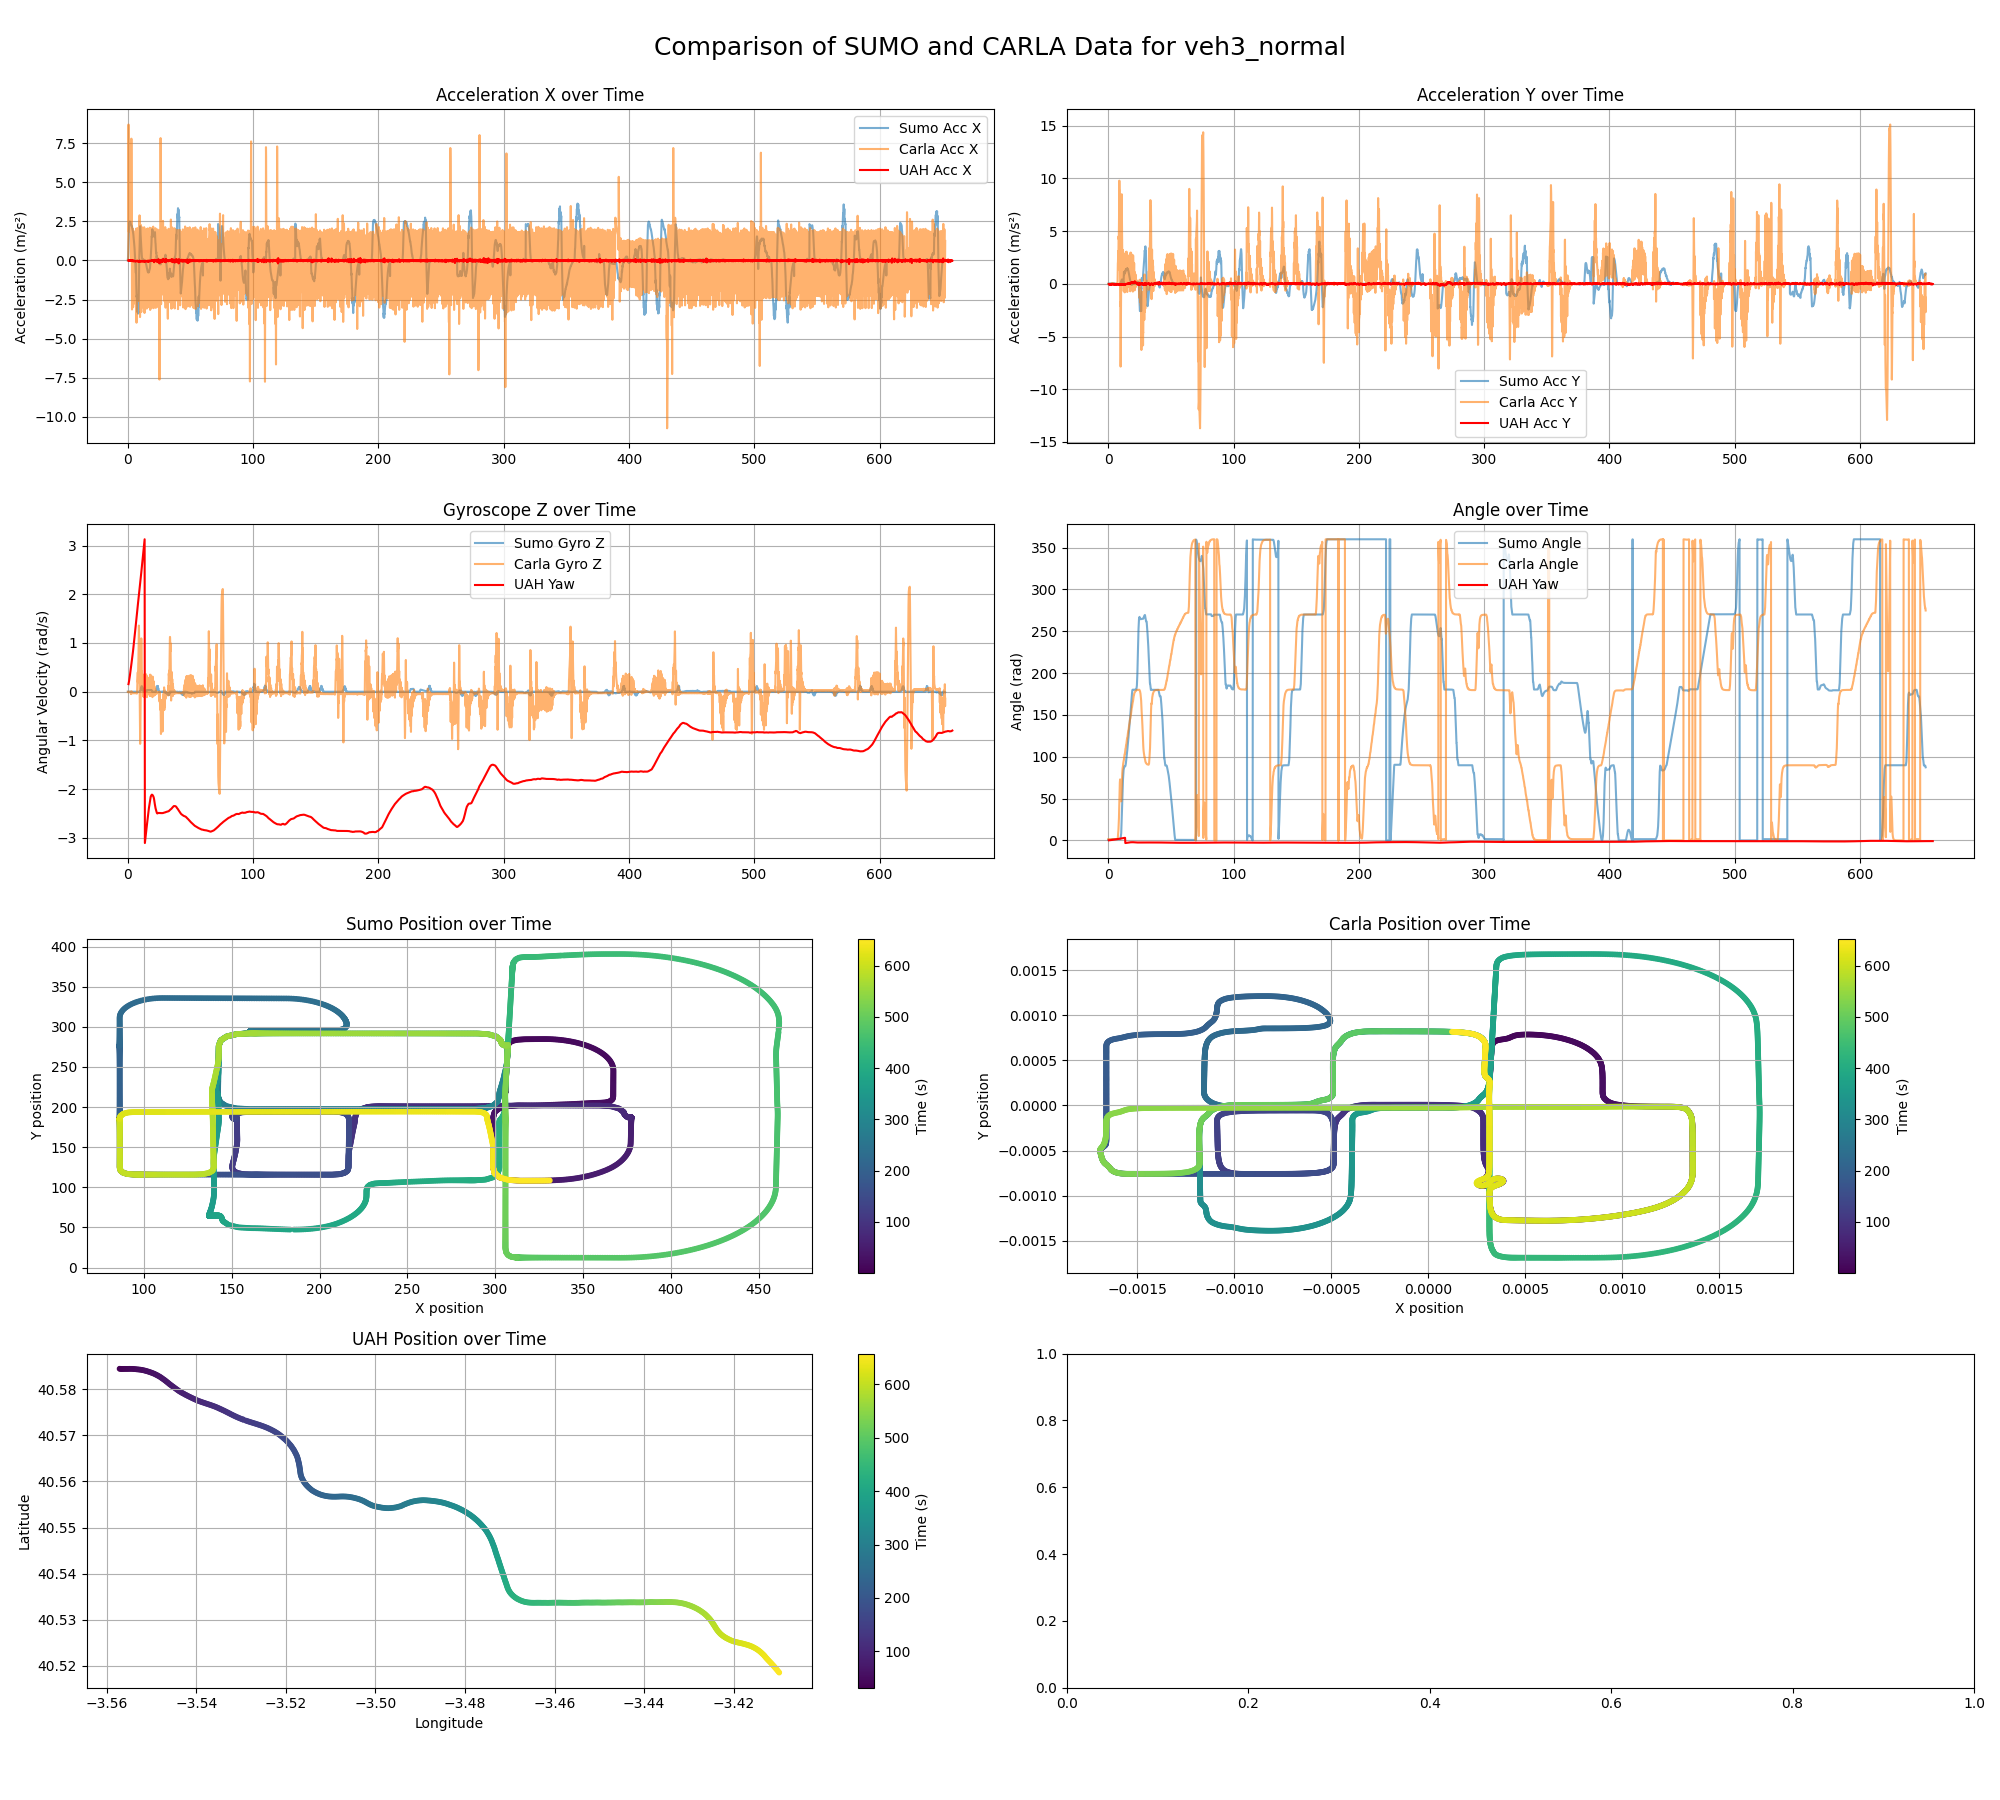 Comparison of SUMO and CARLA Data for veh3_normal
Acceleration X over Time
Acceleration (m/s²)
7.5
5.0
2.5
0.0
−2.5
−5.0
−7.5
−10.0
0 100 200 300 400 500 600
Sumo Acc X
Carla Acc X
UAH Acc X
Acceleration Y over Time
Acceleration (m/s²)
15
10
5
0
−5
−10
−15
0 100 200 300 400 500 600
Sumo Acc Y
Carla Acc Y
UAH Acc Y
Gyroscope Z over Time
Angular Velocity (rad/s)
3
2
1
0
−1
−2
−3
0 100 200 300 400 500 600
Sumo Gyro Z
Carla Gyro Z
UAH Yaw
Angle over Time
Angle (rad)
350
300
250
200
150
100
50
0
0 100 200 300 400 500 600
Sumo Angle
Carla Angle
UAH Yaw
Sumo Position over Time
Y position
400
350
300
250
200
150
100
50
0
100 150 200 250 300 350 400 450
X position
600
500
400
300
200
100
Time (s)
Carla Position over Time
Y position
0.0015
0.0010
0.0005
0.0000
−0.0005
−0.0010
−0.0015
−0.0015 −0.0010 −0.0005 0.0000 0.0005 0.0010 0.0015
X position
600
500
400
300
200
100
Time (s)
UAH Position over Time
Latitude
40.58
40.57
40.56
40.55
40.54
40.53
40.52
−3.56 −3.54 −3.52 −3.50 −3.48 −3.46 −3.44 −3.42
Longitude
600
500
400
300
200
100
Time (s)
1.0
0.8
0.6
0.4
0.2
0.0
0.0 0.2 0.4 0.6 0.8 1.0